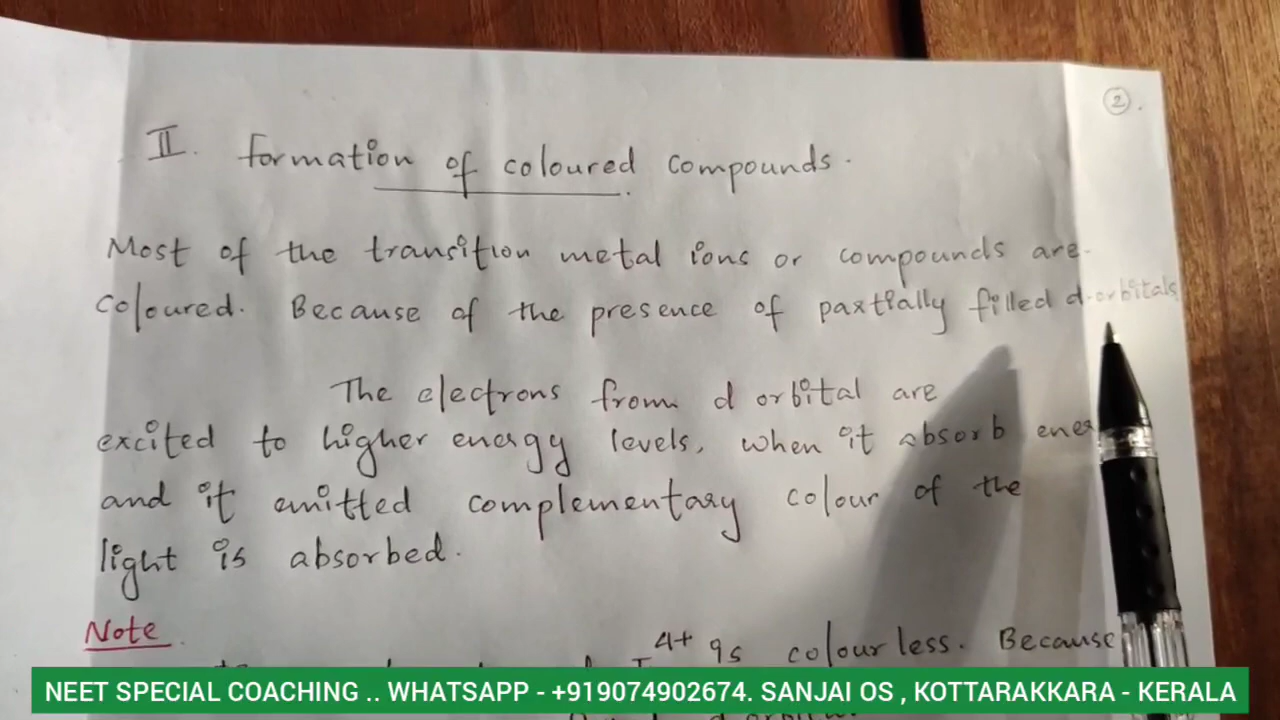 2
II. Formation of coloured compounds.
Most of the transition metal ions or compounds are
coloured. Because of the presence of partially filled d-orbitals
The electrons from d orbital are
excited to higher energy levels, when it absorb ener
and it emitted complementary colour of the
light is absorbed.
Note
4+ is colourless. Because
NEET SPECIAL COACHING .. WHATSAPP - +919074902674. SANJAI OS , KOTTARAKKARA - KERALA